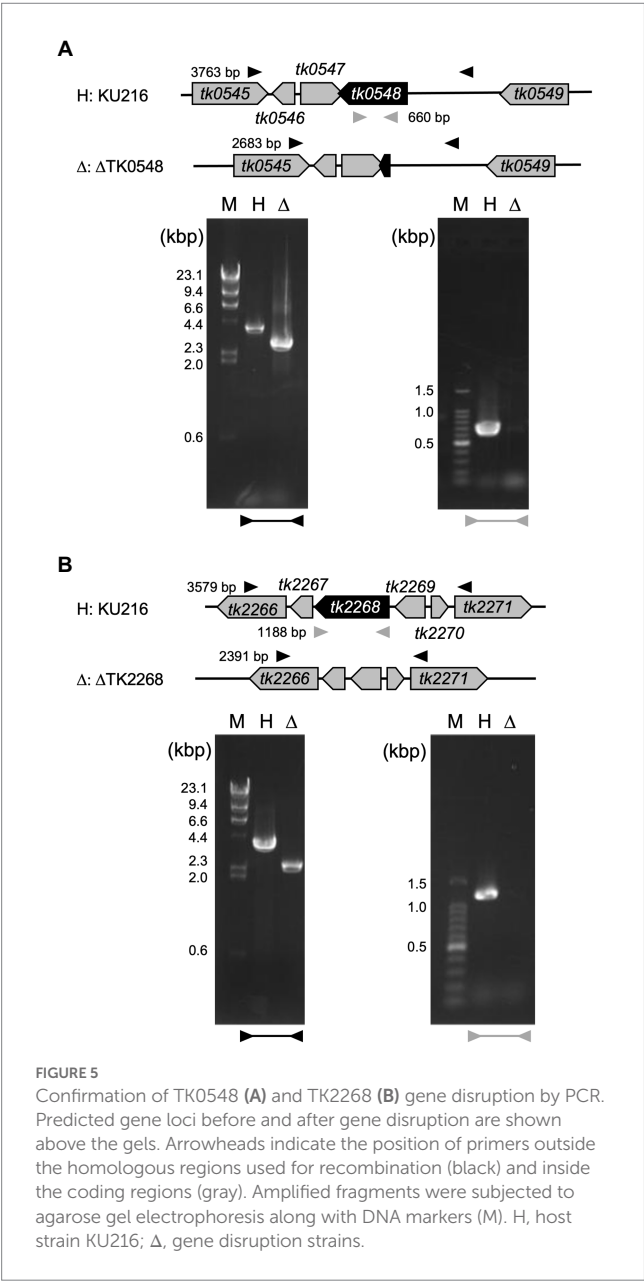 A
3763 bp
tk0547
H: KU216
tk0545
tk0548
tk0549
tk0546
660 bp
2683 bp
Δ: ΔTK0548
tk0545
tk0549
M H Δ
(kbp)
23.1
9.4
6.6
4.4
2.3
2.0
0.6
M H Δ
(kbp)
1.5
1.0
0.5
B
3579 bp
tk2267
tk2269
H: KU216
tk2266
tk2268
tk2271
1188 bp
tk2270
2391 bp
Δ: ΔTK2268
tk2266
tk2271
M H Δ
(kbp)
23.1
9.4
6.6
4.4
2.3
2.0
0.6
M H Δ
(kbp)
1.5
1.0
0.5
FIGURE 5
Confirmation of TK0548 (A) and TK2268 (B) gene disruption by PCR.
Predicted gene loci before and after gene disruption are shown
above the gels. Arrowheads indicate the position of primers outside
the homologous regions used for recombination (black) and inside
the coding regions (gray). Amplified fragments were subjected to
agarose gel electrophoresis along with DNA markers (M). H, host
strain KU216; Δ, gene disruption strains.